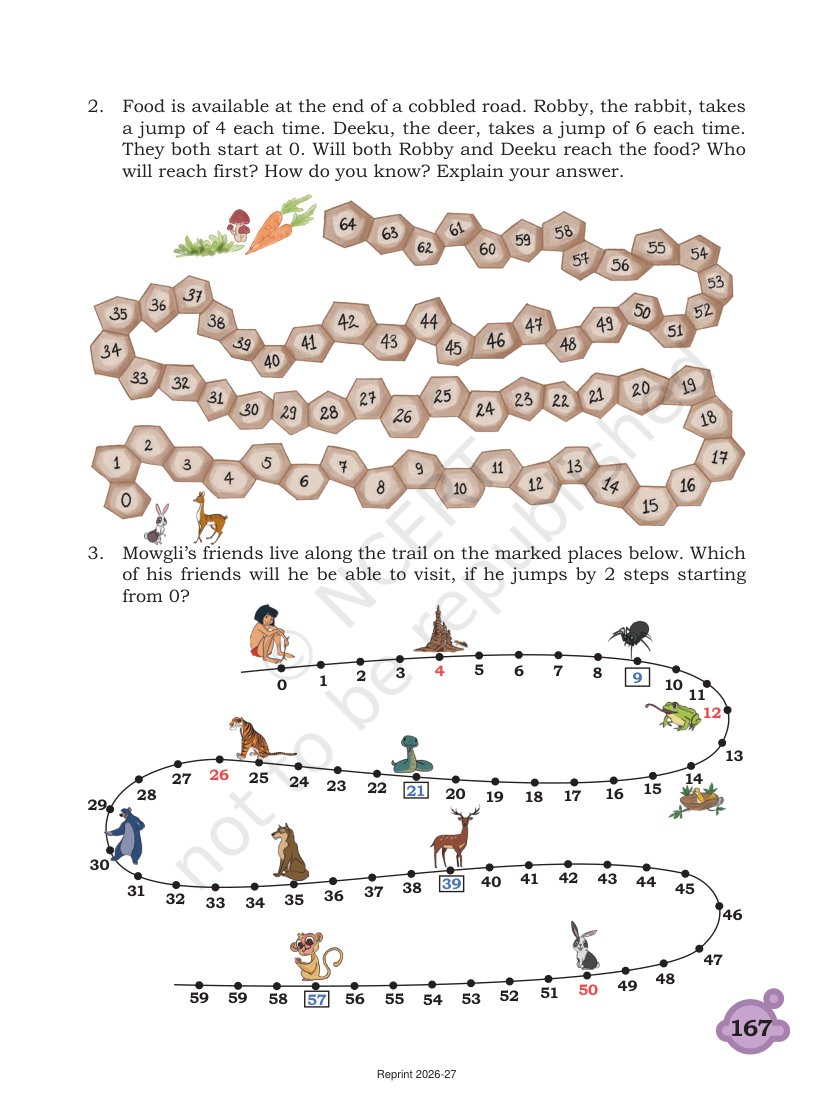 2. Food is available at the end of a cobbled road. Robby, the rabbit, takes
a jump of 4 each time. Deeku, the deer, takes a jump of 6 each time.
They both start at 0. Will both Robby and Deeku reach the food? Who
will reach first? How do you know? Explain your answer.
64 63 62 61 60 59 58 57 56 55 54
53
35 36 37 38 39 40 41 42 43 44 45 46 47 48 49 50 51 52
34
33 32 31 30 29 28 27 26 25 24 23 22 21 20 19
18
1 2 3 4 5 6 7 8 9 10 11 12 13 14 15 16 17
0
3. Mowgli's friends live along the trail on the marked places below. Which
of his friends will he be able to visit, if he jumps by 2 steps starting
from 0?
0 1 2 3 4 5 6 7 8 9 10 11
12
13
27 26 25 24 23 22 21 20 19 18 17 16 15 14
28
29
30
31 32 33 34 35 36 37 38 39 40 41 42 43 44 45
46
47
59 59 58 57 56 55 54 53 52 51 50 49 48
© NCERT
not to be republished
167
Reprint 2026-27